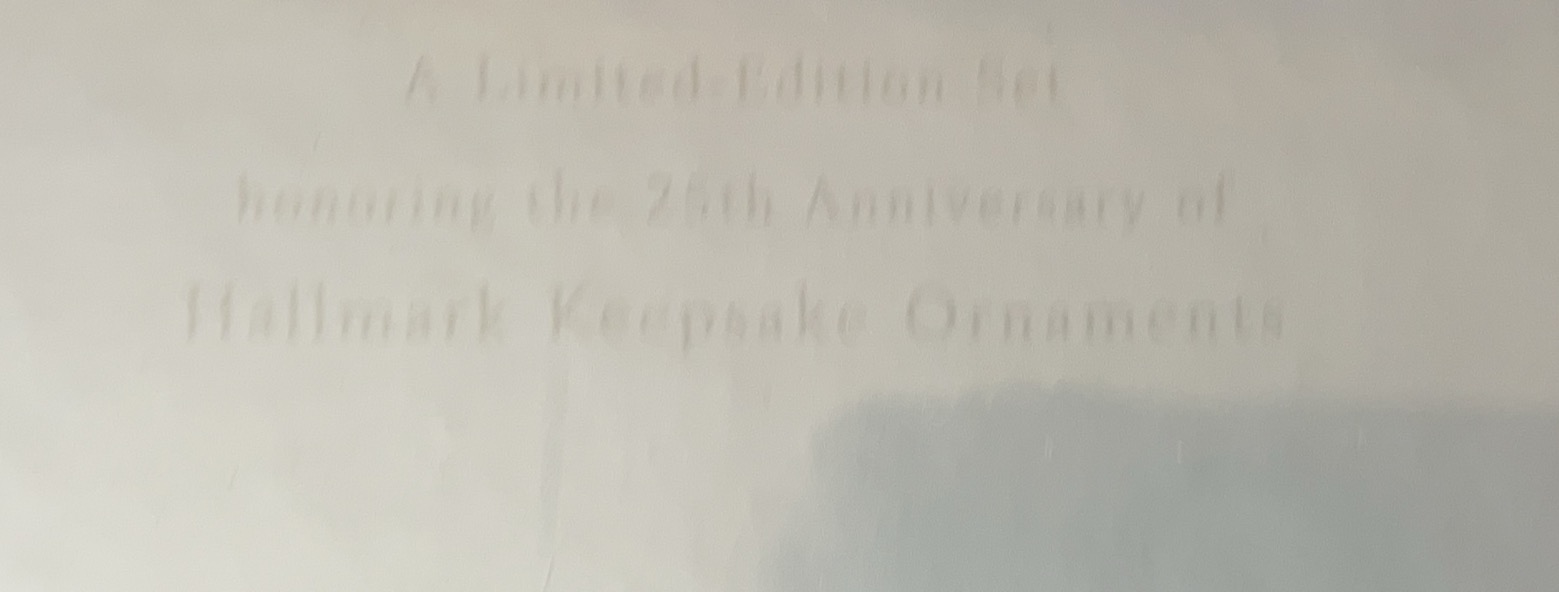 A Limited-Edition Set
honoring the 25th Anniversary of
Hallmark Keepsake Ornaments